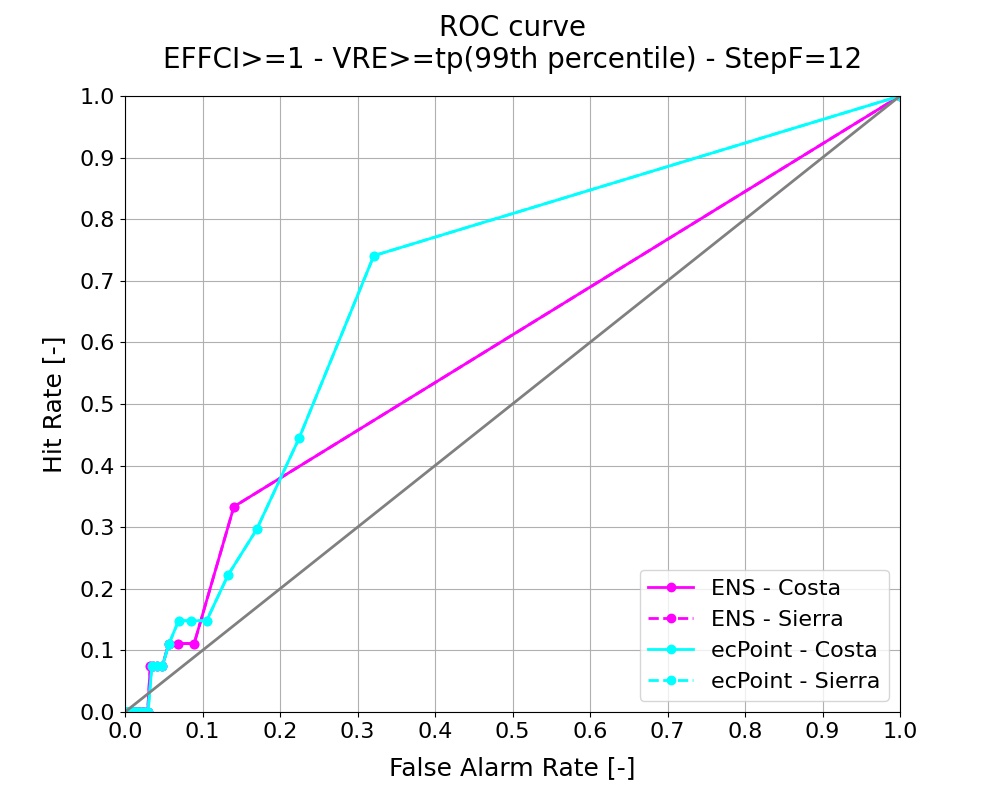 ROC curve
EFFCI>=1 - VRE>=tp(99th percentile) - StepF=12
1.0
0.9
0.8
0.7
0.6
0.5
0.4
0.3
0.2
0.1
0.0
Hit Rate [-]
ENS - Costa
ENS - Sierra
ecPoint - Costa
ecPoint - Sierra
0.0 0.1 0.2 0.3 0.4 0.5 0.6 0.7 0.8 0.9 1.0
False Alarm Rate [-]